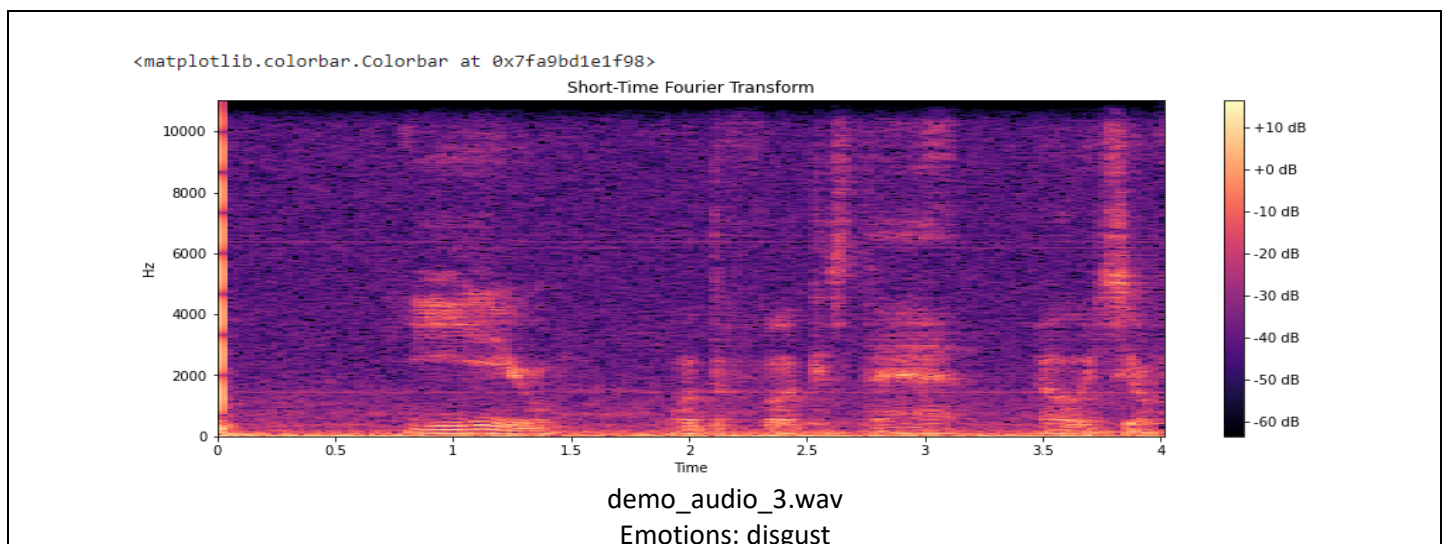 <matplotlib.colorbar.Colorbar at 0x7fa9bd1e1f98>
Short-Time Fourier Transform
10000
8000
6000
4000
2000
0
Hz
0 0.5 1 1.5 2 2.5 3 3.5 4
Time
+10 dB
+0 dB
-10 dB
-20 dB
-30 dB
-40 dB
-50 dB
-60 dB
demo_audio_3.wav
Emotions: disgust